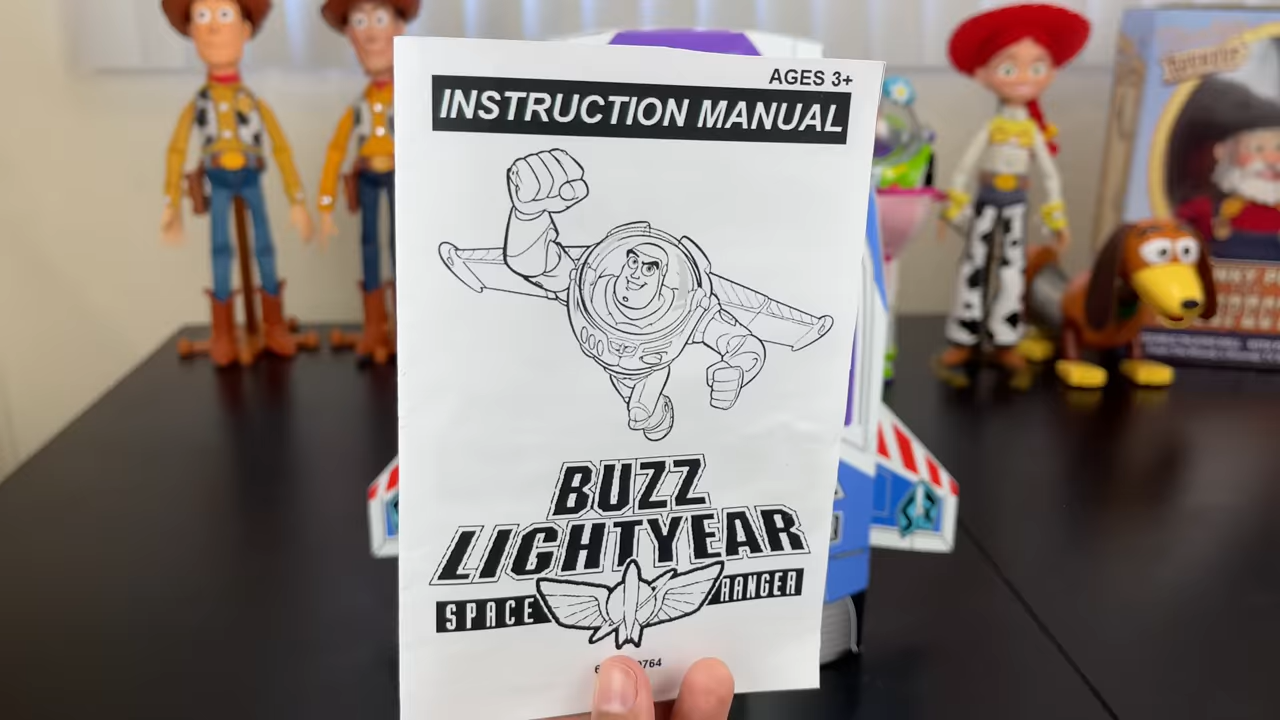 AGES 3+
INSTRUCTION MANUAL
BUZZ
LIGHTYEAR
SPACE RANGER